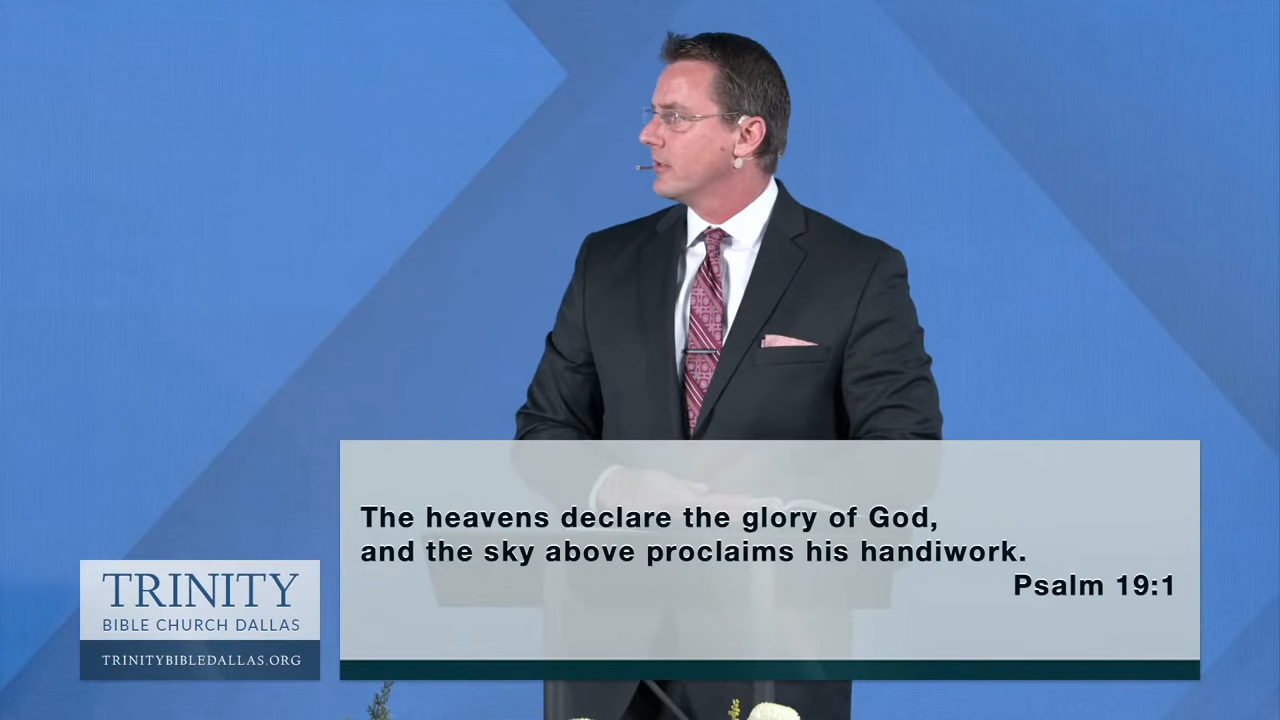 The heavens declare the glory of God,
and the sky above proclaims his handiwork.
Psalm 19:1
TRINITY
BIBLE CHURCH DALLAS
TRINITYBIBLEDALLAS.ORG